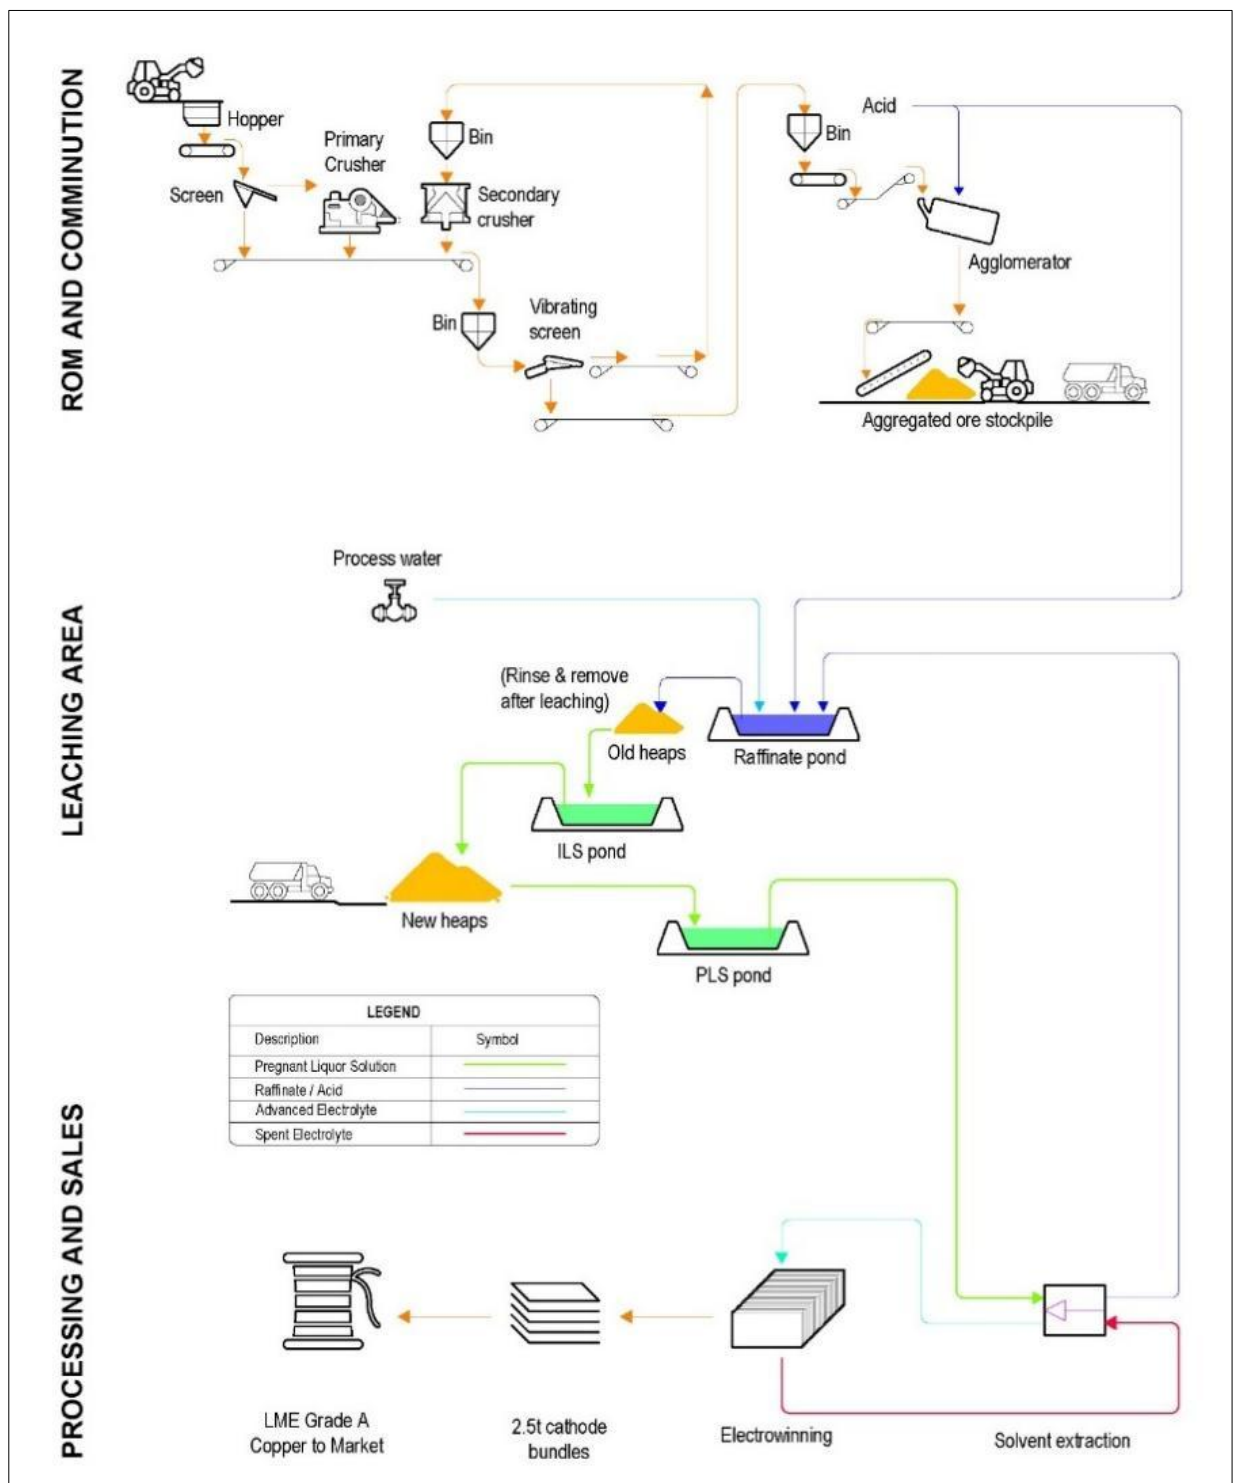 ROM AND COMMINUTION
Hopper
Primary
Crusher
Screen
Bin
Secondary
crusher
Bin
Vibrating
screen
Bin
Acid
Agglomerator
Aggregated ore stockpile
LEACHING AREA
Process water
(Rinse & remove
after leaching)
Old heaps
Raffinate pond
ILS pond
New heaps
PLS pond
LEGEND
Description Symbol
Pregnant Liquor Solution
Raffinate / Acid
Advanced Electrolyte
Spent Electrolyte
PROCESSING AND SALES
LME Grade A
Copper to Market
2.5t cathode
bundles
Electrowinning
Solvent extraction